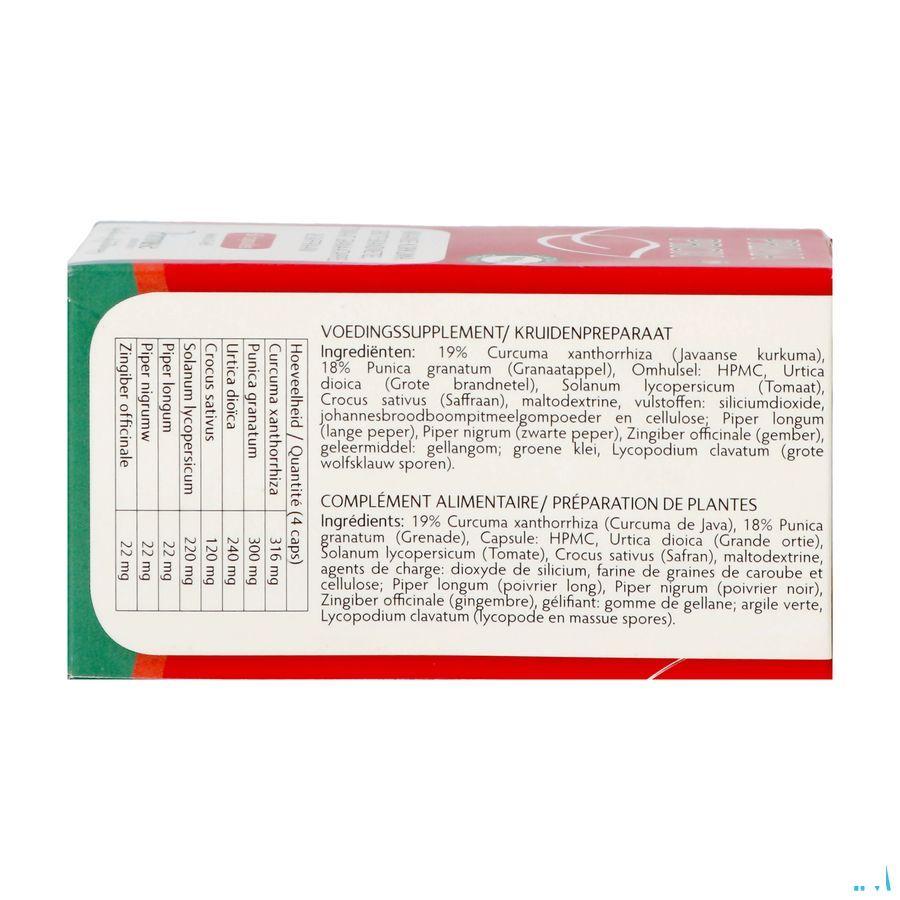 VOEDINGSSUPPLEMENT/ KRUIDENPREPARAAT
Ingrediënten: 19% Curcuma xanthorrhiza (Javaanse kurkuma),
18% Punica granatum (Granaatappel), Omhulsel: HPMC, Urtica
dioica (Grote brandnetel), Solanum lycopersicum (Tomaat),
Crocus sativus (Saffraan), maltodextrine, vulstoffen: siliciumdioxide,
johannesbroodboompitmeelgompoeder en cellulose; Piper longum
(lange peper), Piper nigrum (zwarte peper), Zingiber officinale (gember),
geleermiddel: gellangom; groene klei, Lycopodium clavatum (grote
wolfsklauw sporen).
COMPLÉMENT ALIMENTAIRE/ PRÉPARATION DE PLANTES
Ingrédients: 19% Curcuma xanthorrhiza (Curcuma de Java), 18% Punica
granatum (Grenade), Capsule: HPMC, Urtica dioica (Grande ortie),
Solanum lycopersicum (Tomate), Crocus sativus (Safran), maltodextrine,
agents de charge: dioxyde de silicium, farine de graines de caroube et
cellulose; Piper longum (poivrier long), Piper nigrum (poivrier noir),
Zingiber officinale (gingembre), gélifiant: gomme de gellane; argile verte,
Lycopodium clavatum (lycopode en massue spores).
Hoeveelheid / Quantité (4 caps)
Curcuma xanthorrhiza 316 mg
Punica granatum 300 mg
Urtica dioica 240 mg
Crocus sativus 120 mg
Solanum lycopersicum 220 mg
Piper longum 22 mg
Piper nigrumw 22 mg
Zingiber officinale 22 mg